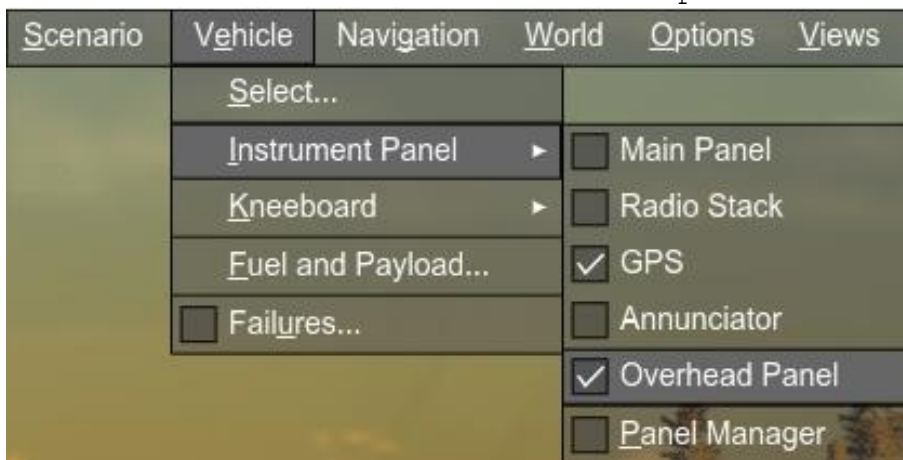 Scenario Vehicle Navigation World Options Views
Select...
Instrument Panel
Kneeboard
Fuel and Payload...
Failures...
Main Panel
Radio Stack
GPS
Annunciator
Overhead Panel
Panel Manager